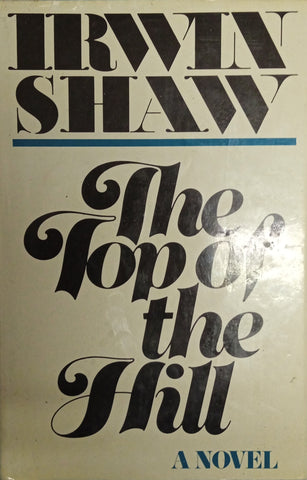 IRWIN
SHAW
The
Top of
the
Hill
A NOVEL